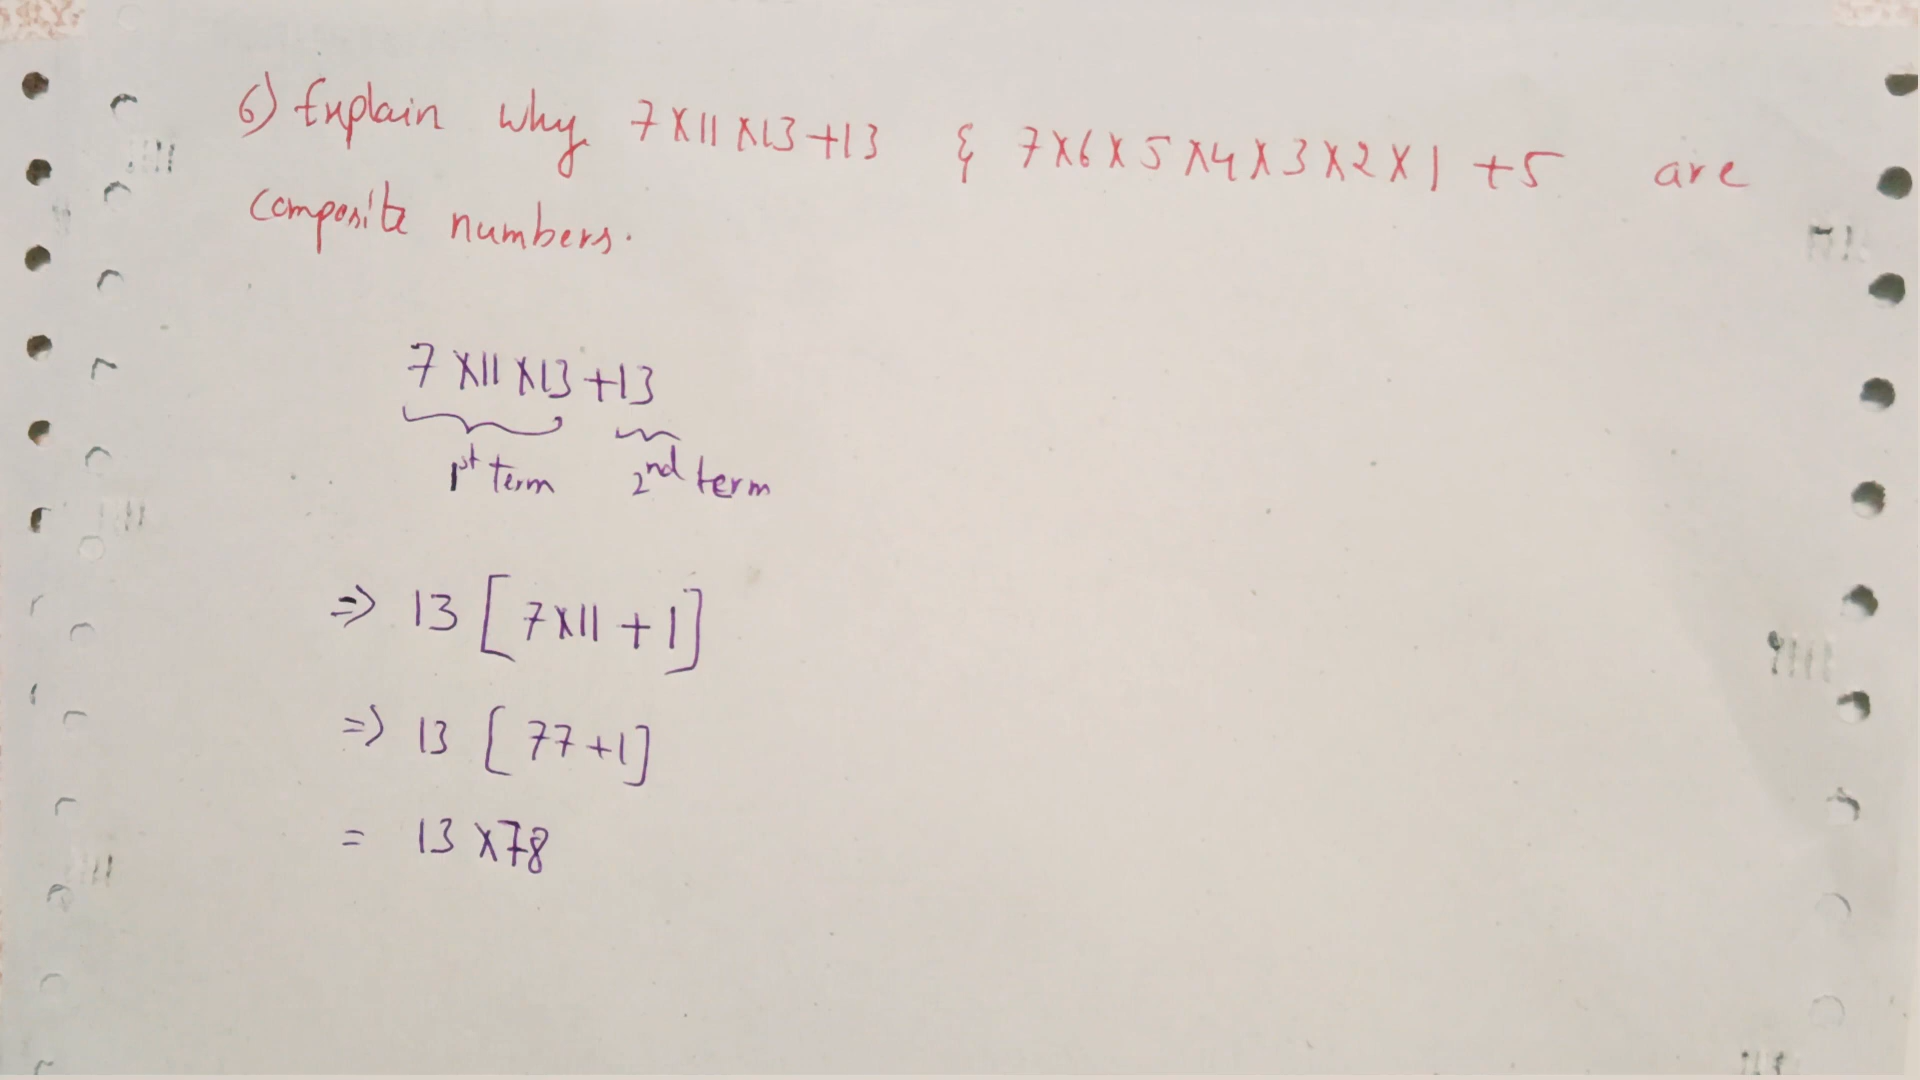 6) Explain why 7×11×13+13 & 7×6×5×4×3×2×1+5 are
composite numbers.
7×11×13+13
1st term 2nd term
⇒ 13 [7×11+1]
⇒ 13 [77+1]
= 13×78